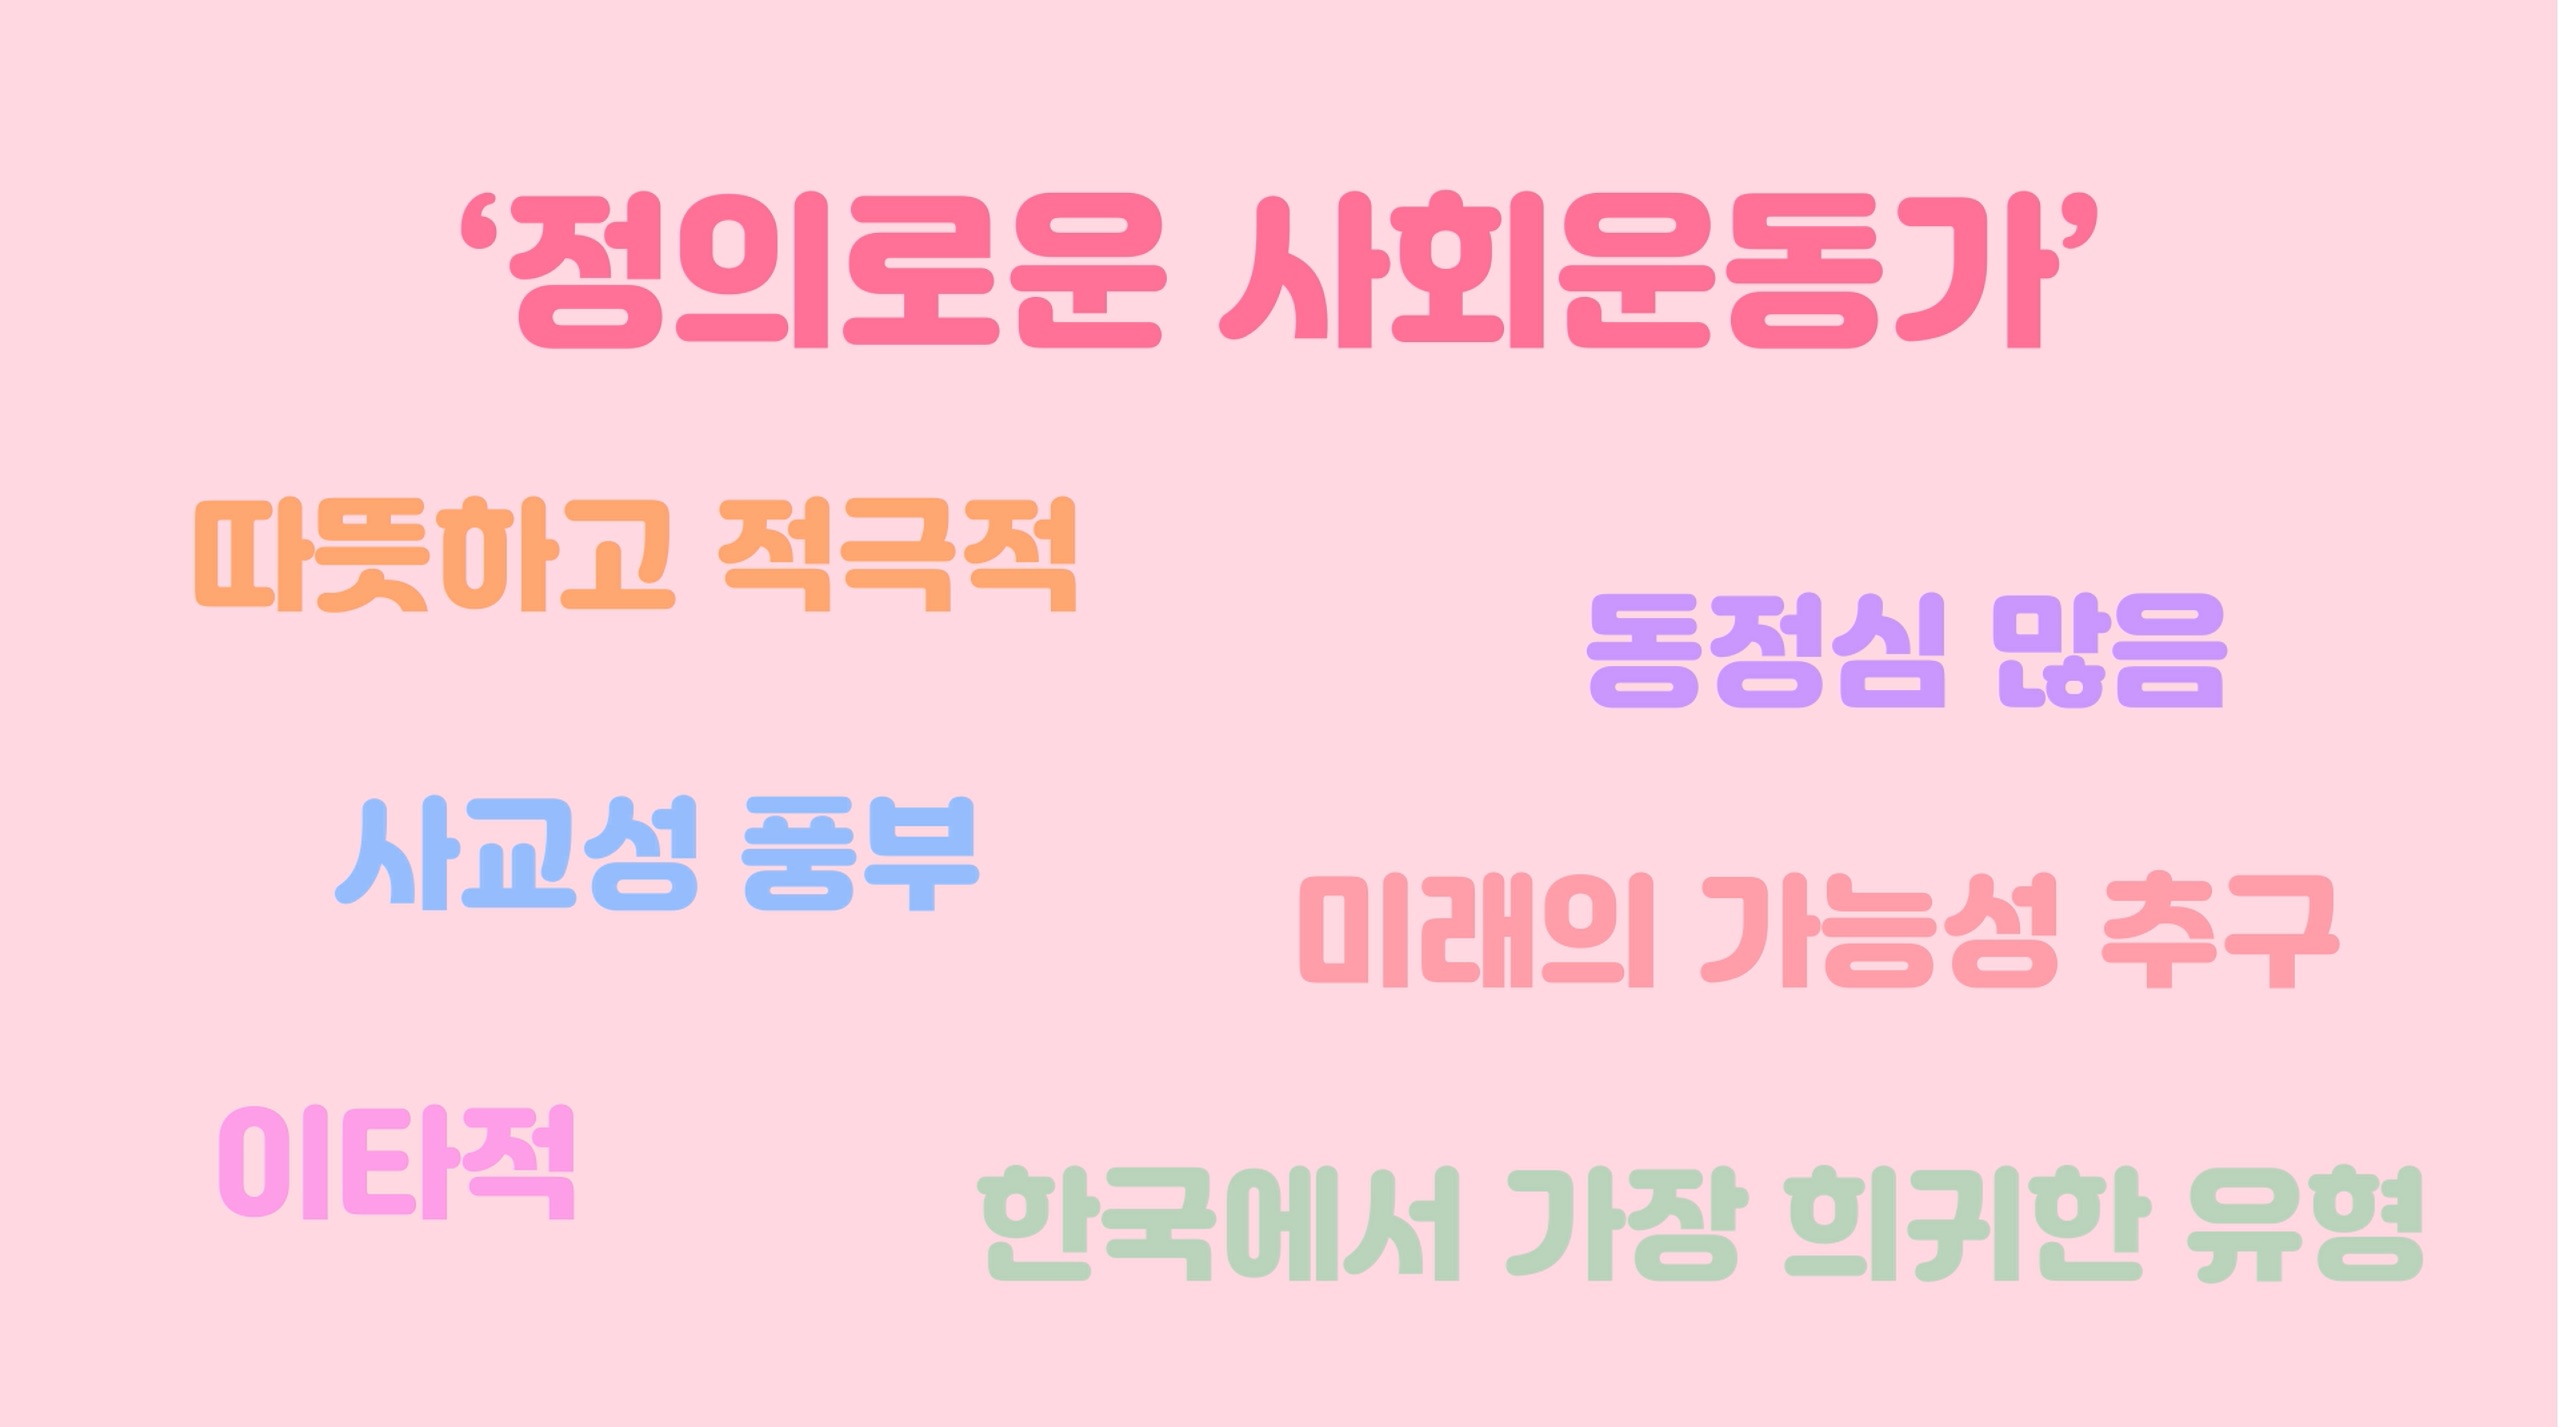 ‘정의로운 사회운동가’
따뜻하고 적극적
동정심 많음
사교성 풍부
미래의 가능성 추구
이타적
한국에서 가장 희귀한 유형